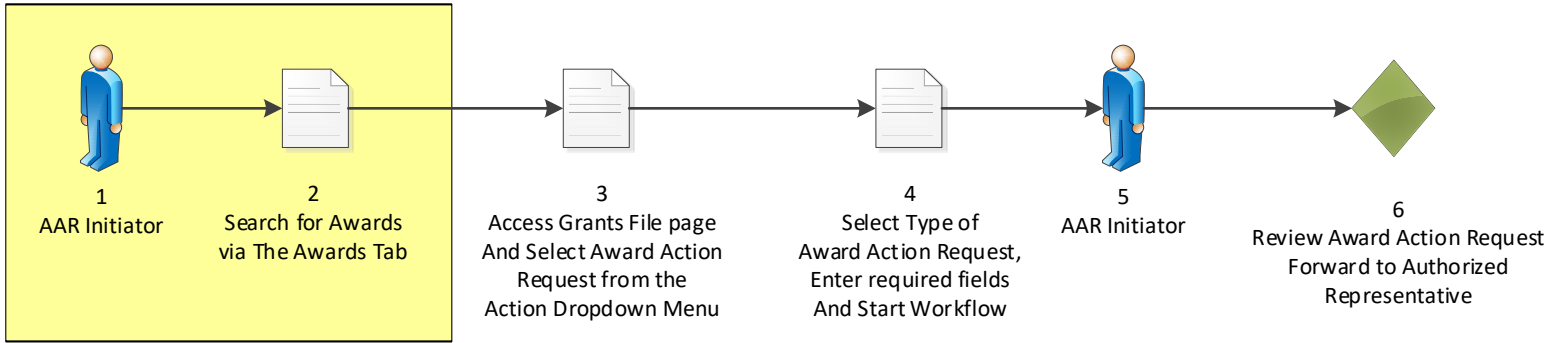 1
AAR Initiator
2
Search for Awards
via The Awards Tab
3
Access Grants File page
And Select Award Action
Request from the
Action Dropdown Menu
4
Select Type of
Award Action Request,
Enter required fields
And Start Workflow
5
AAR Initiator
6
Review Award Action Request
Forward to Authorized
Representative